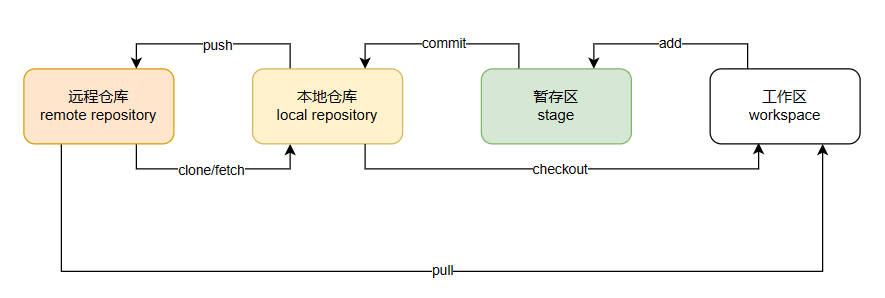 push
commit
add
远程仓库
remote repository
本地仓库
local repository
暂存区
stage
工作区
workspace
clone/fetch
checkout
pull